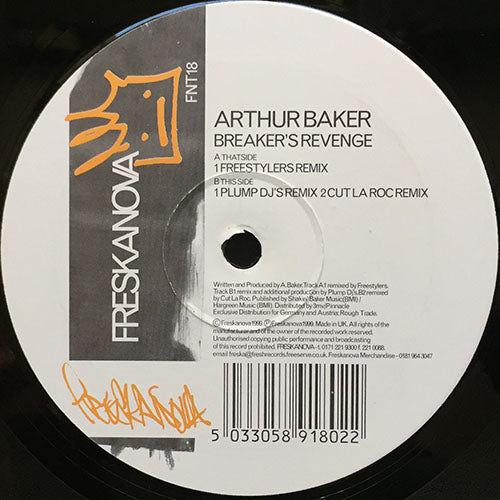 FNT18
FRESKANOVA
ARTHUR BAKER
BREAKER'S REVENGE
A THAT SIDE
1 FREESTYLERS REMIX
B THIS SIDE
1 PLUMP DJ'S REMIX 2 CUT LA ROC REMIX
Written and Produced by A. Baker. Track A1 remixed by Freestylers.
Track B1 remix and additional production by Plump Dj's. B2 remixed
by Cut La Roc. Published by Shakin' Baker Music (BMI) /
Hargreen Music (BMI). Distributed by 3mv/Pinnacle
Exclusive Distribution for Germany and Austria: Rough Trade.
Ⓒ Freskanova 1999. Ⓟ Freskanova 1999. Made in UK. All rights of the
manufacturer and of the owner of the recorded work reserved.
Unauthorised copying public performance and broadcasting
of this record prohibited. FRESKANOVA - t. 0171 221 9300 f. 221 0088.
email freska@freshrecords.freeserve.co.uk. Freskanova Merchandise - 0181 964 3047
FRESKANOVA
5 033058 918022